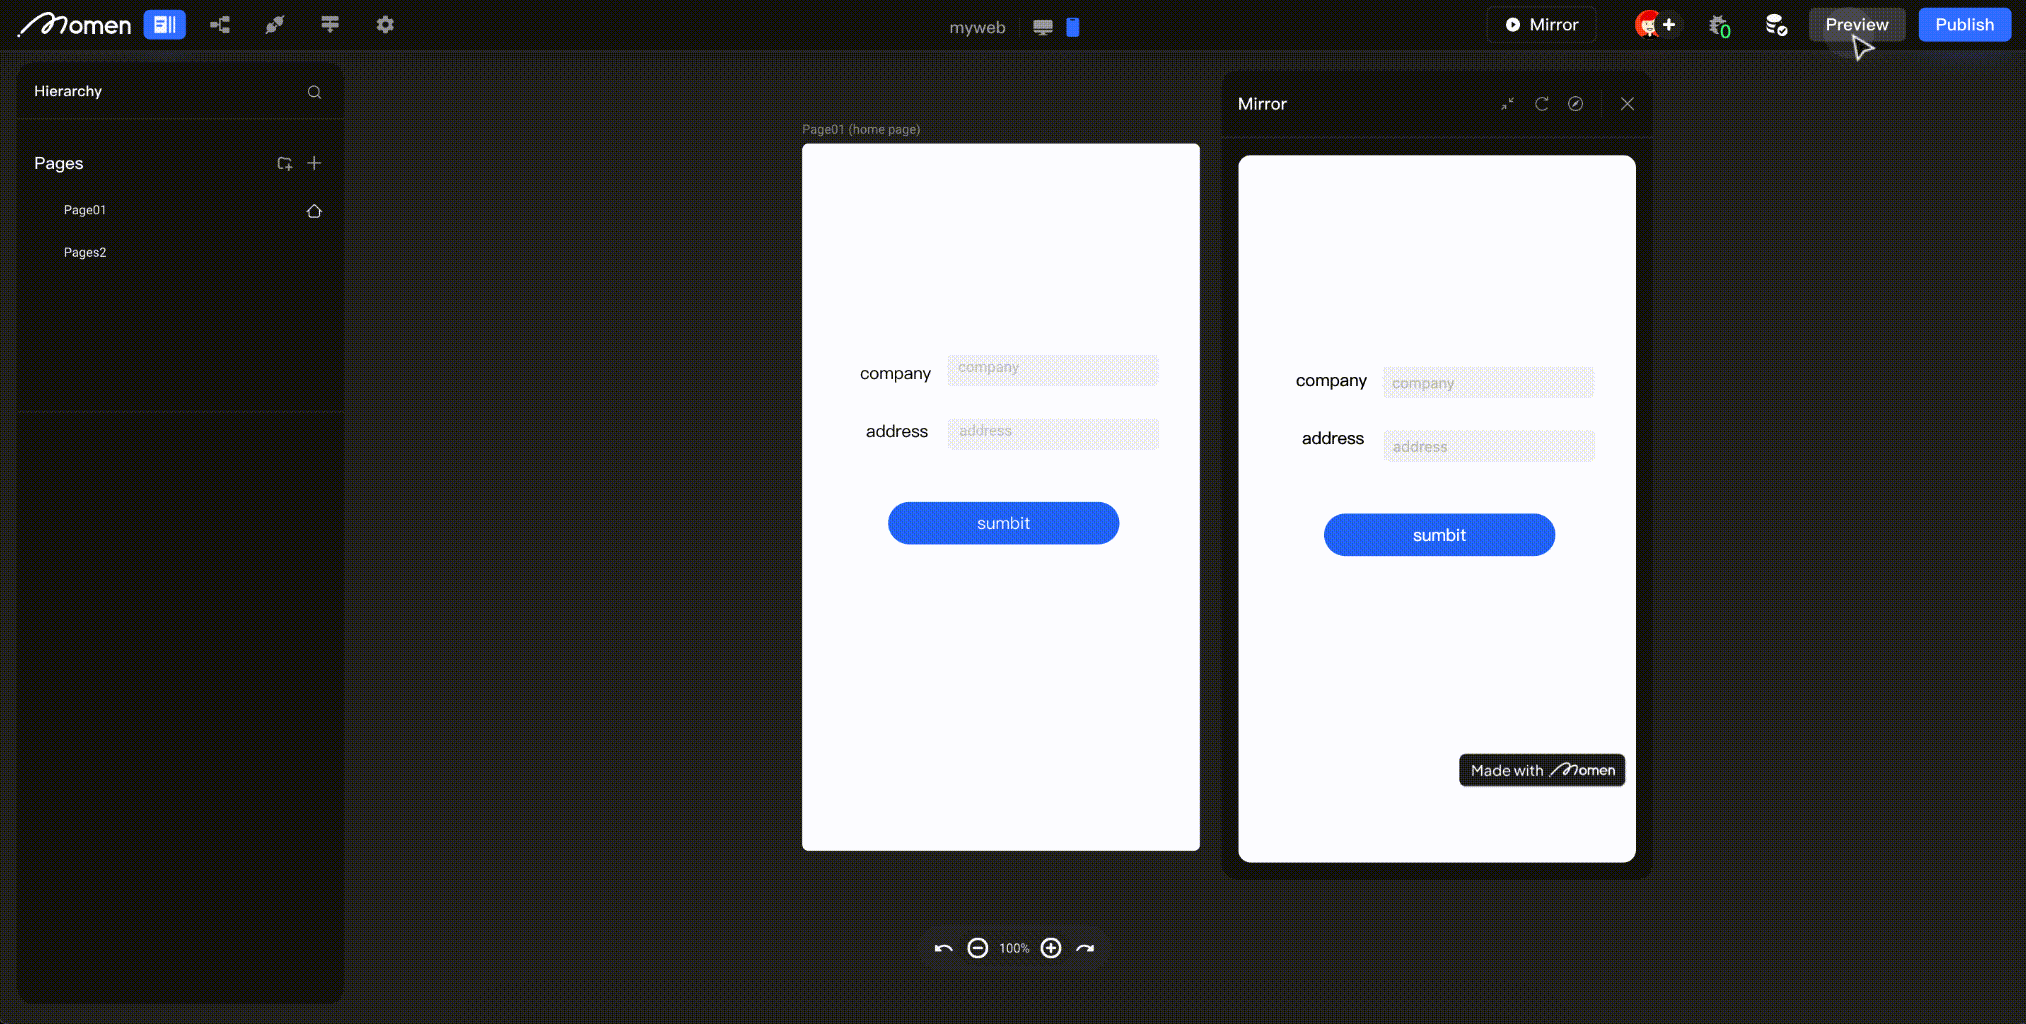 Momen
myweb
Mirror
0
Preview
Publish
Hierarchy
Pages
Page01
Pages2
Page01 (home page)
company
company
address
address
sumbit
Mirror
company
company
address
address
sumbit
Made with Momen
100%